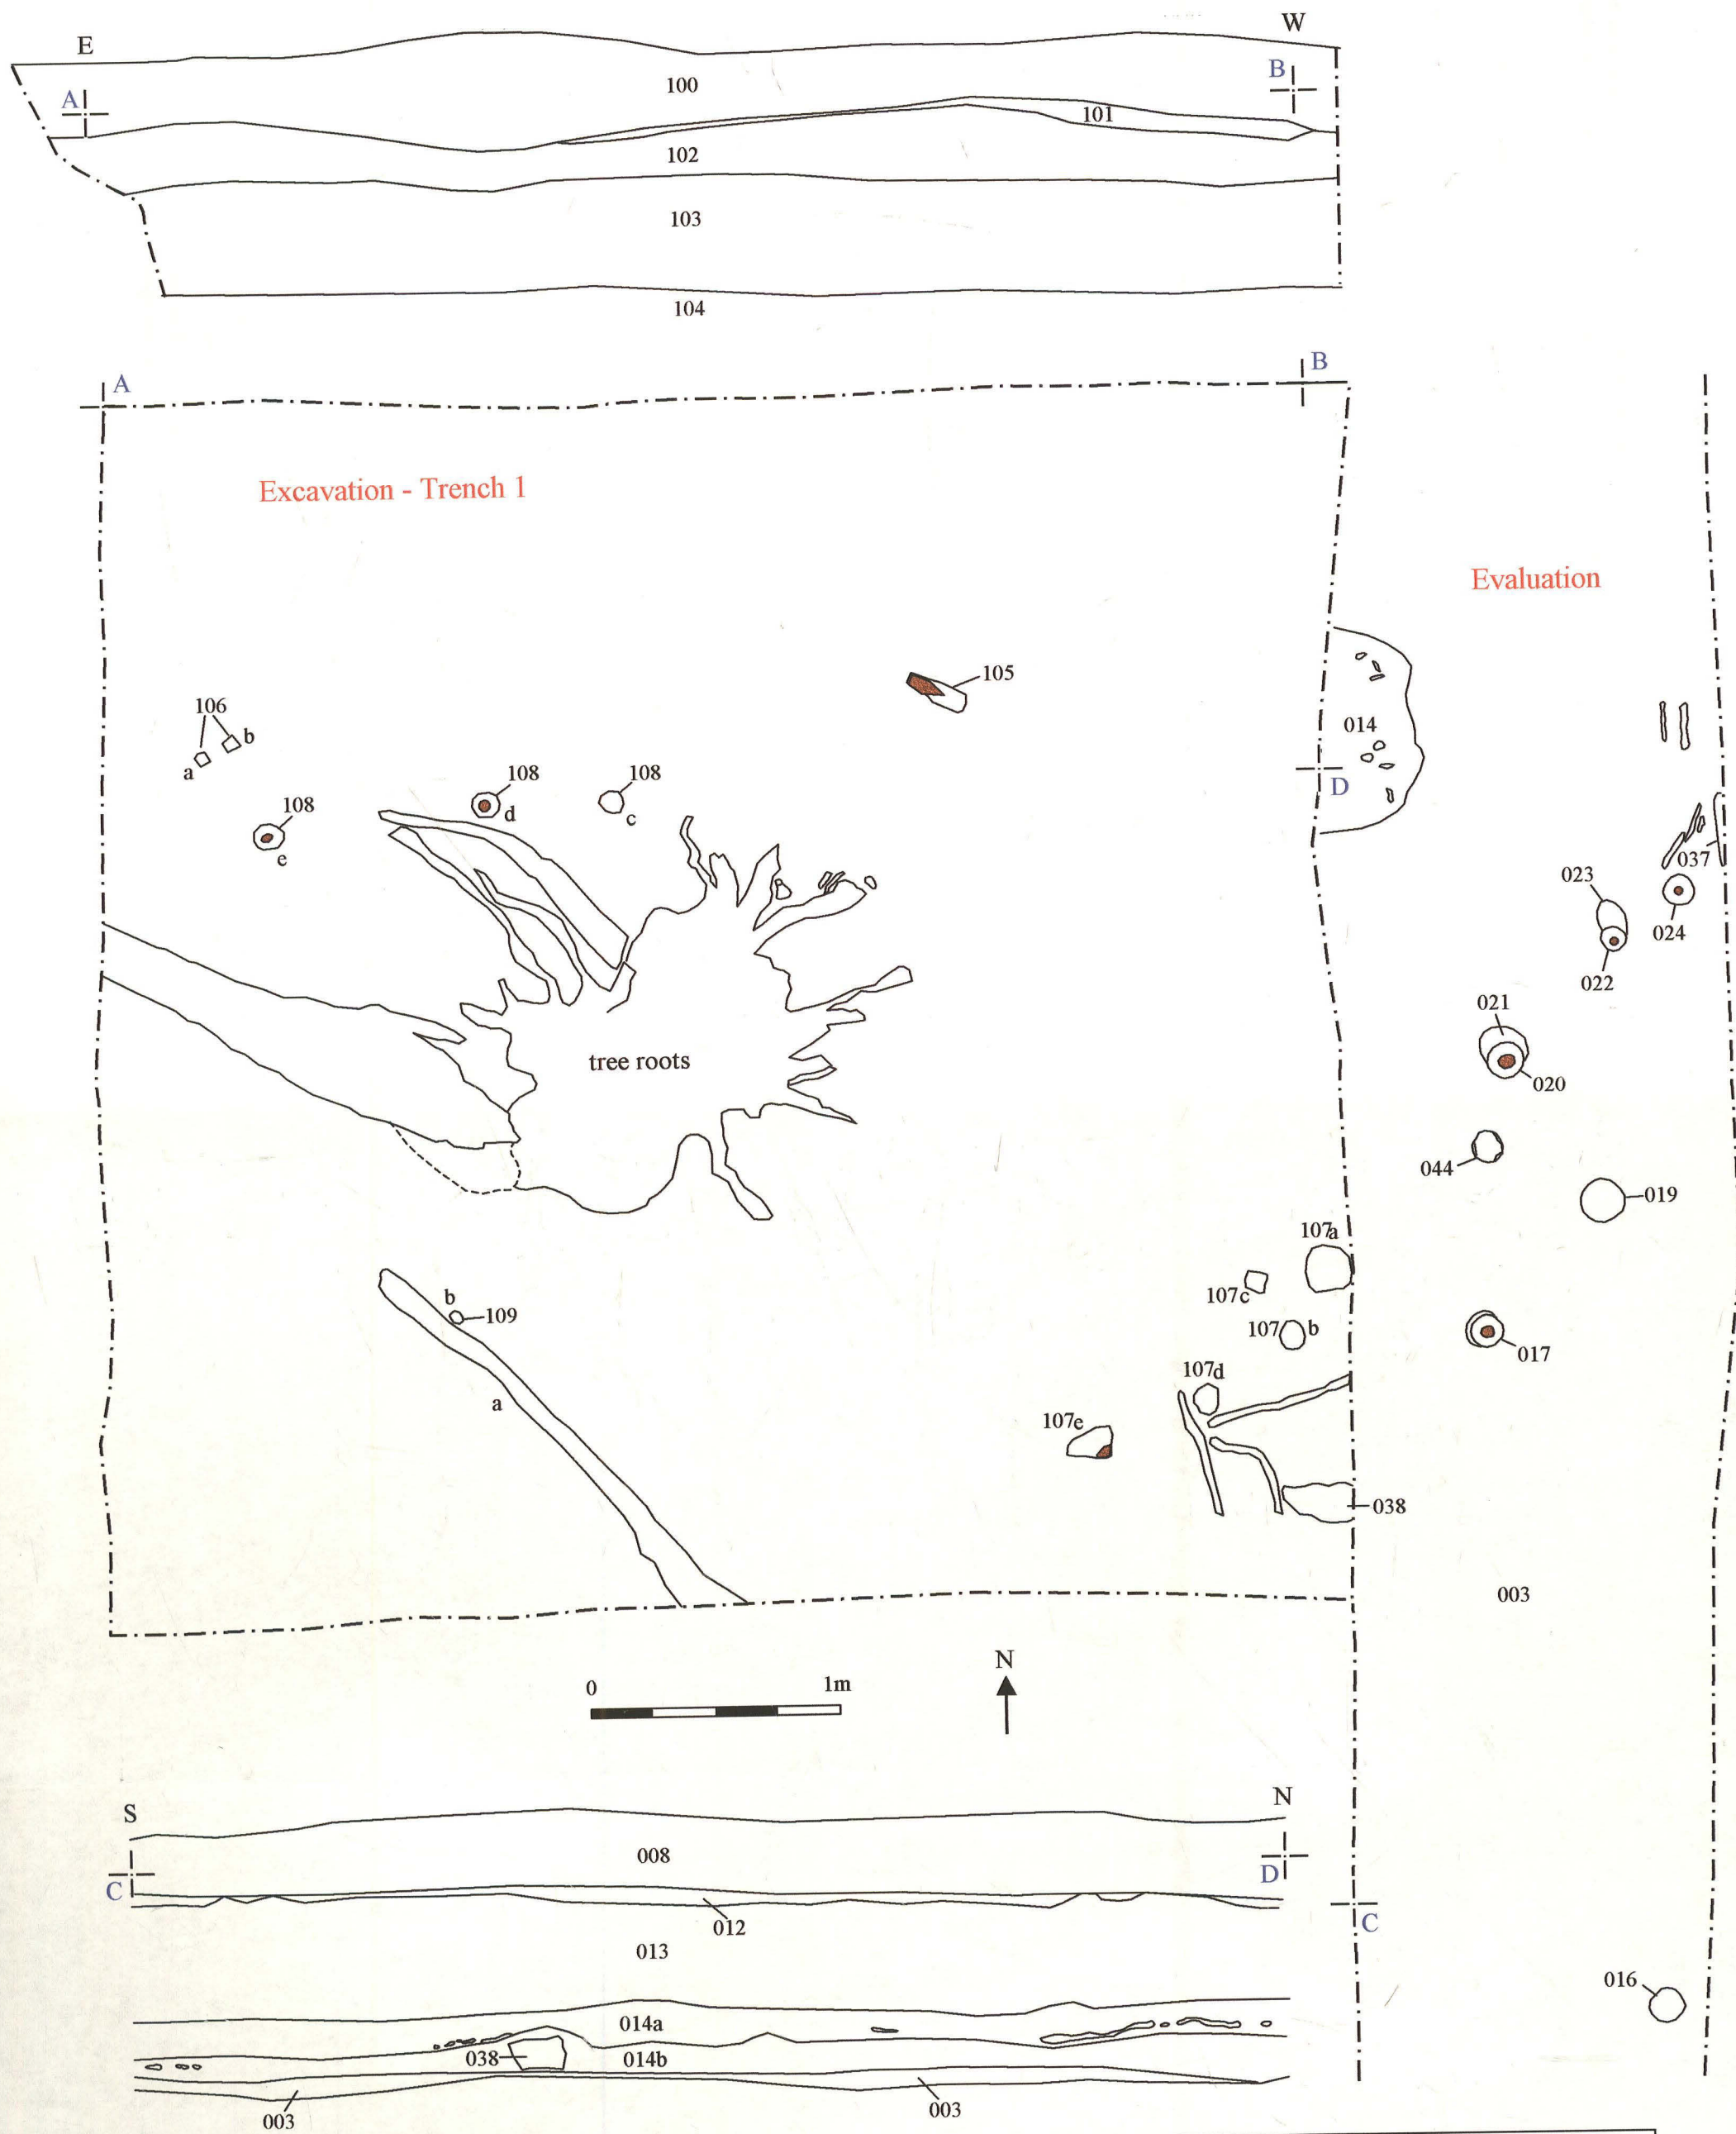 E W
A B
100
101
102
103
104
A B
Excavation - Trench 1
Evaluation
105
014
106
b
a
D
108 108
108
d c
e
037
023
024
022
021
020
tree roots
044
019
107a
107c
b
109
107 b
017
107d
a
107e
038
003
N
0 1m
S N
008
C D
012
C
013
016
014a
038 014b
003 003